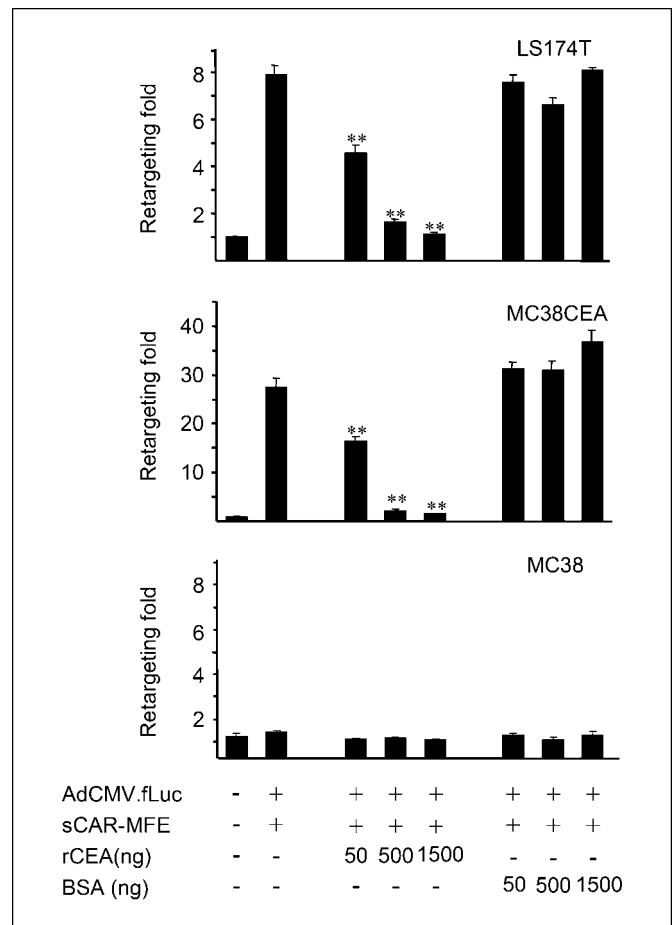 LS174T
Retargeting fold
8
6
4
2
** ** **
MC38CEA
Retargeting fold
40
30
20
10
** ** **
MC38
Retargeting fold
8
6
4
2
AdCMV.fLuc - + + + + + + +
sCAR-MFE - + + + + + + +
rCEA(ng) - - 50 500 1500 - - -
BSA (ng) - - - - - 50 500 1500